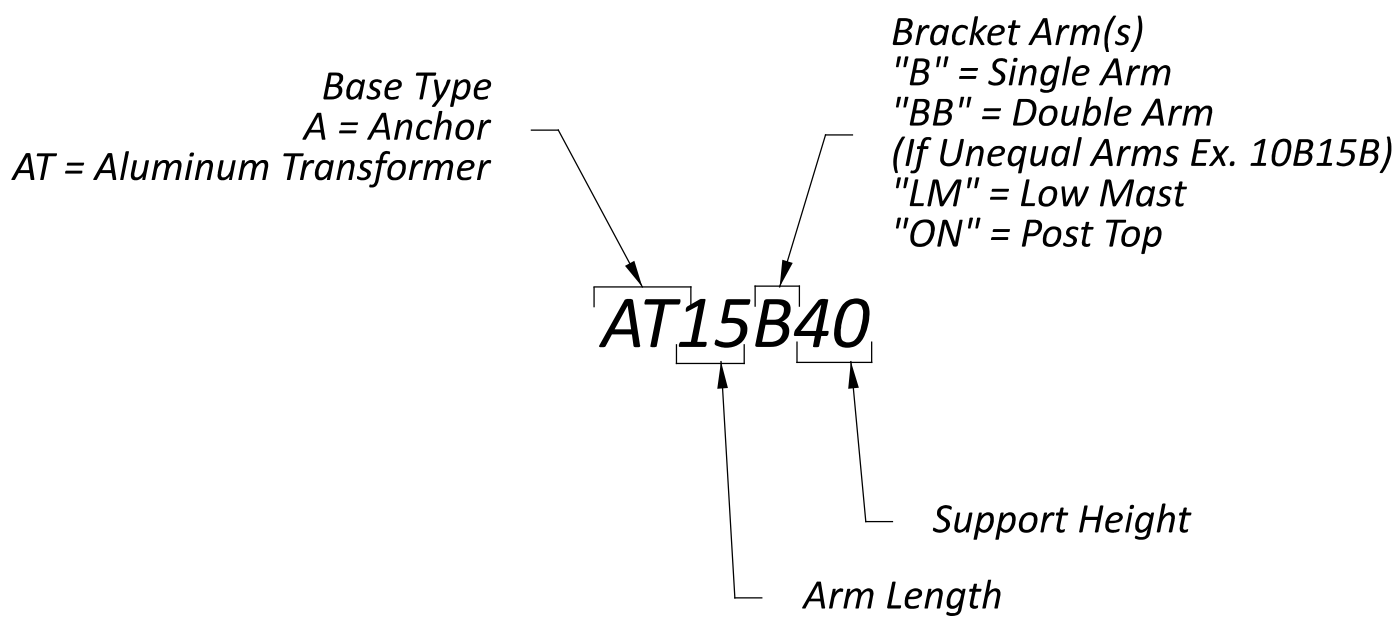 Base Type
A = Anchor
AT = Aluminum Transformer
Bracket Arm(s)
"B" = Single Arm
"BB" = Double Arm
(If Unequal Arms Ex. 10B15B)
"LM" = Low Mast
"ON" = Post Top
AT15B40
Support Height
Arm Length